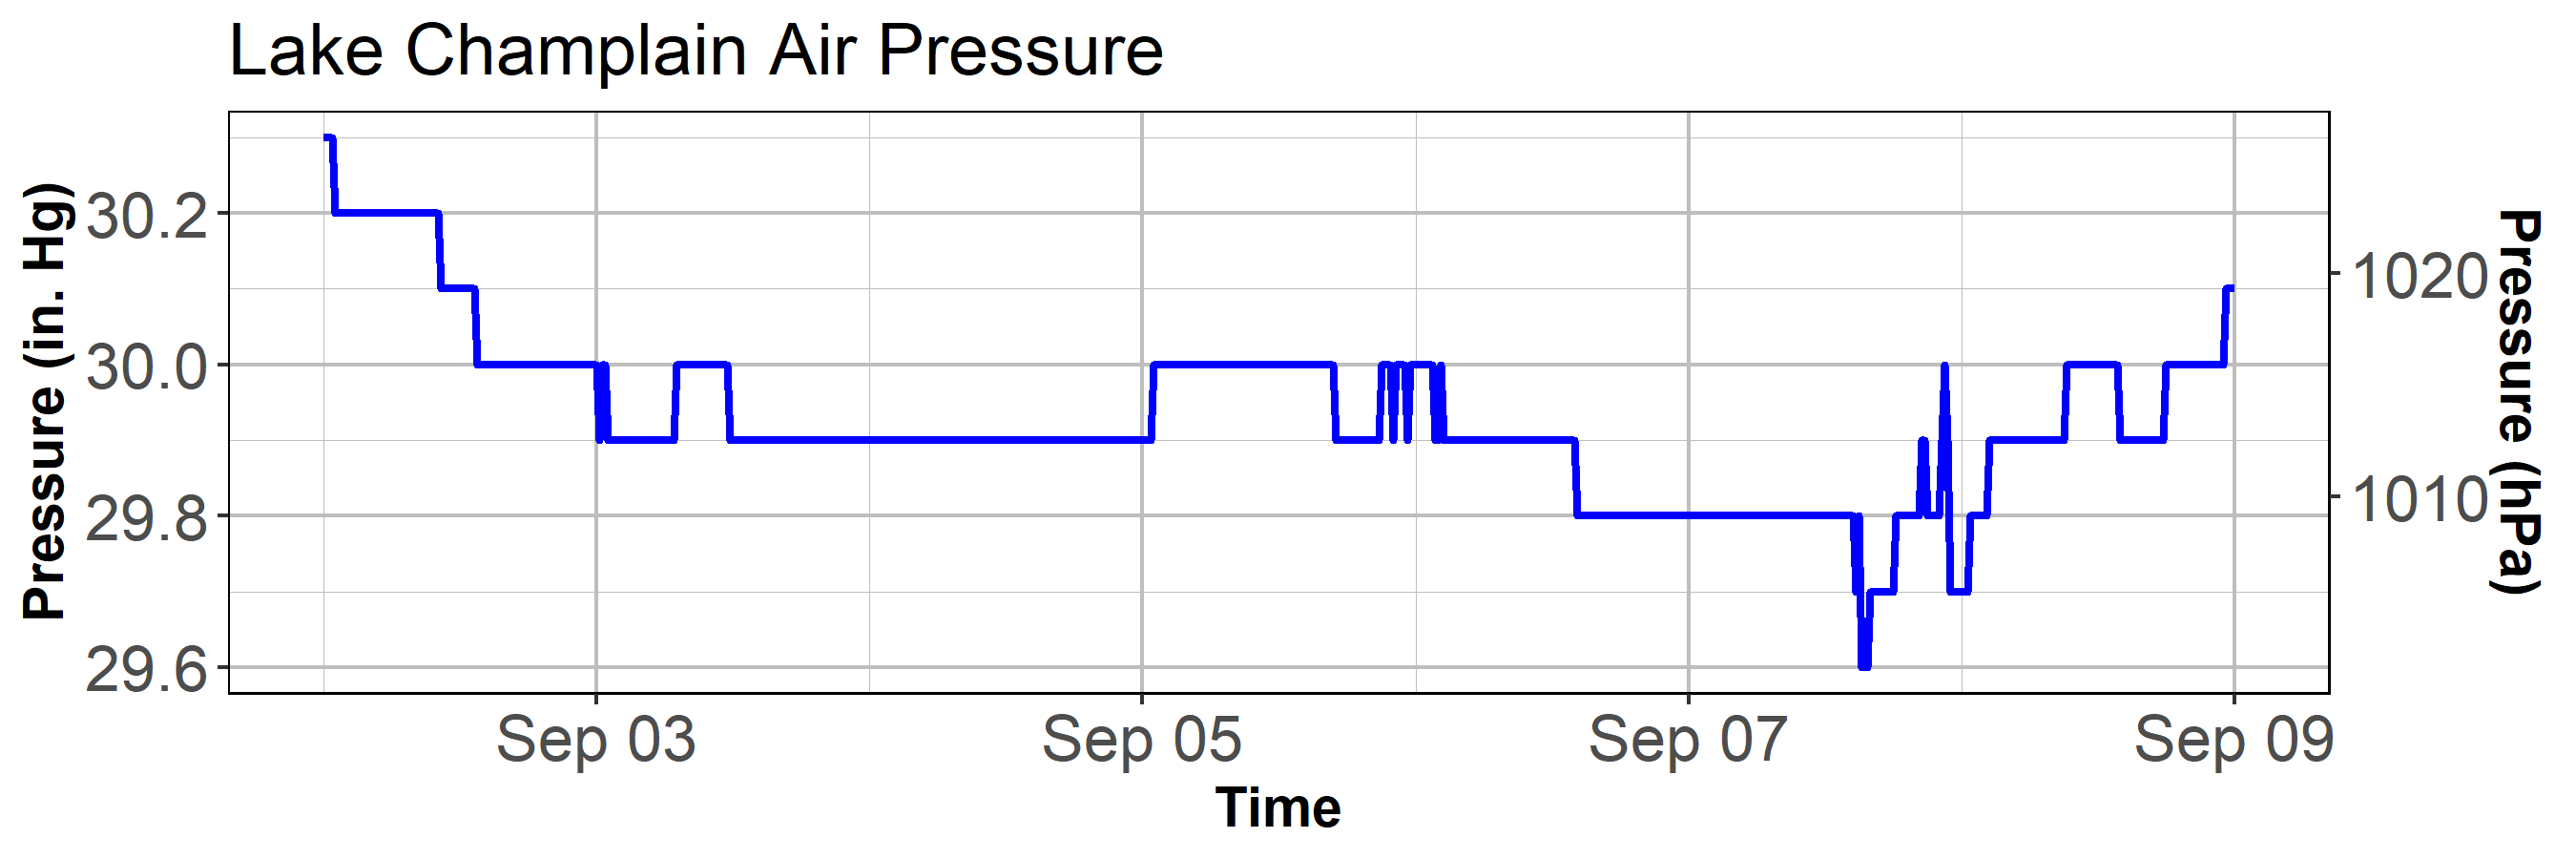 Lake Champlain Air Pressure
Pressure (in. Hg)
30.2
30.0
29.8
29.6
1020
1010
Pressure (hPa)
Sep 03
Sep 05
Sep 07
Sep 09
Time